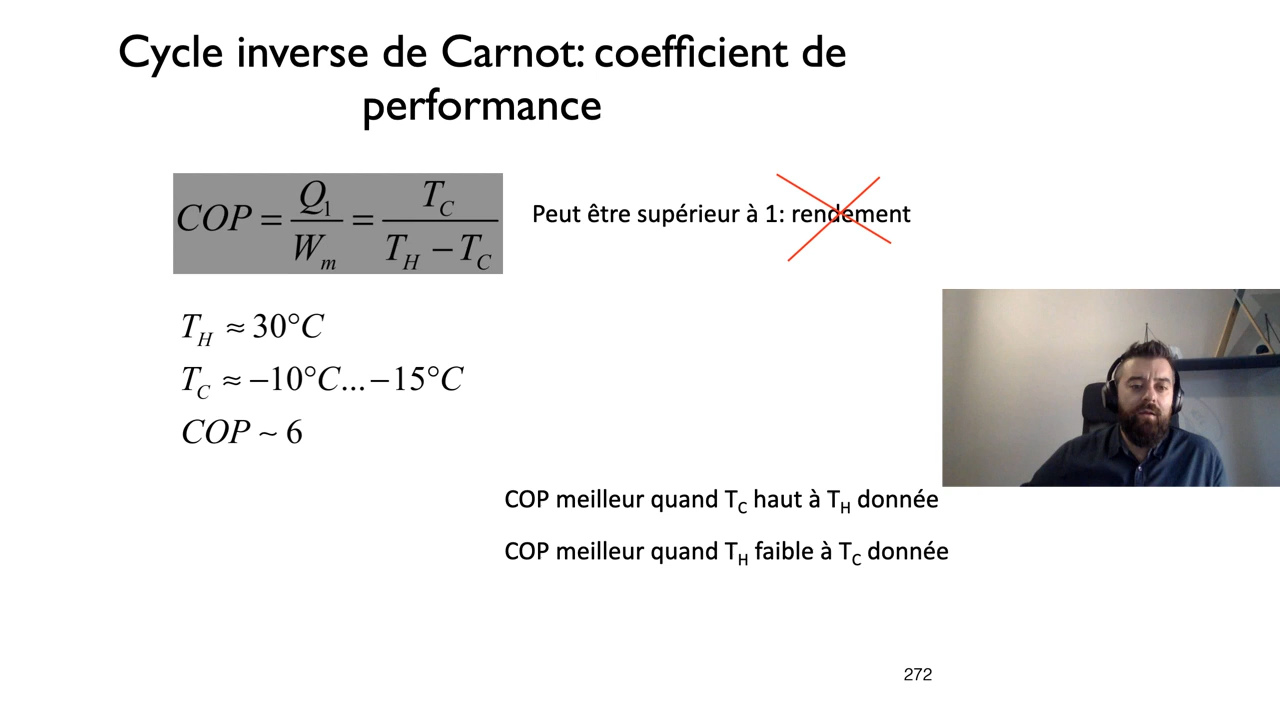 Cycle inverse de Carnot: coefficient de
performance
COP = Q1 / Wm = TC / (TH − TC)
Peut être supérieur à 1: rendement
TH ≈ 30°C
TC ≈ −10°C...−15°C
COP ~ 6
COP meilleur quand TC haut à TH donnée
COP meilleur quand TH faible à TC donnée
272